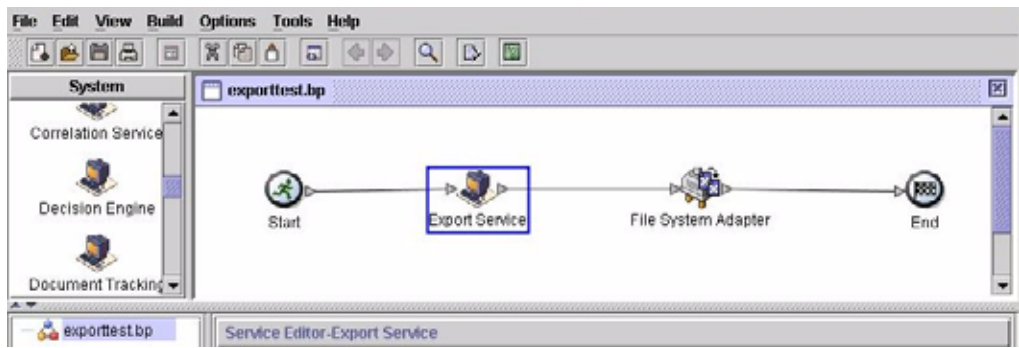 File Edit View Build Options Tools Help
System
exporttest.bp
Correlation Service
Decision Engine
Document Tracking
Start
Export Service
File System Adapter
End
exporttest.bp
Service Editor-Export Service